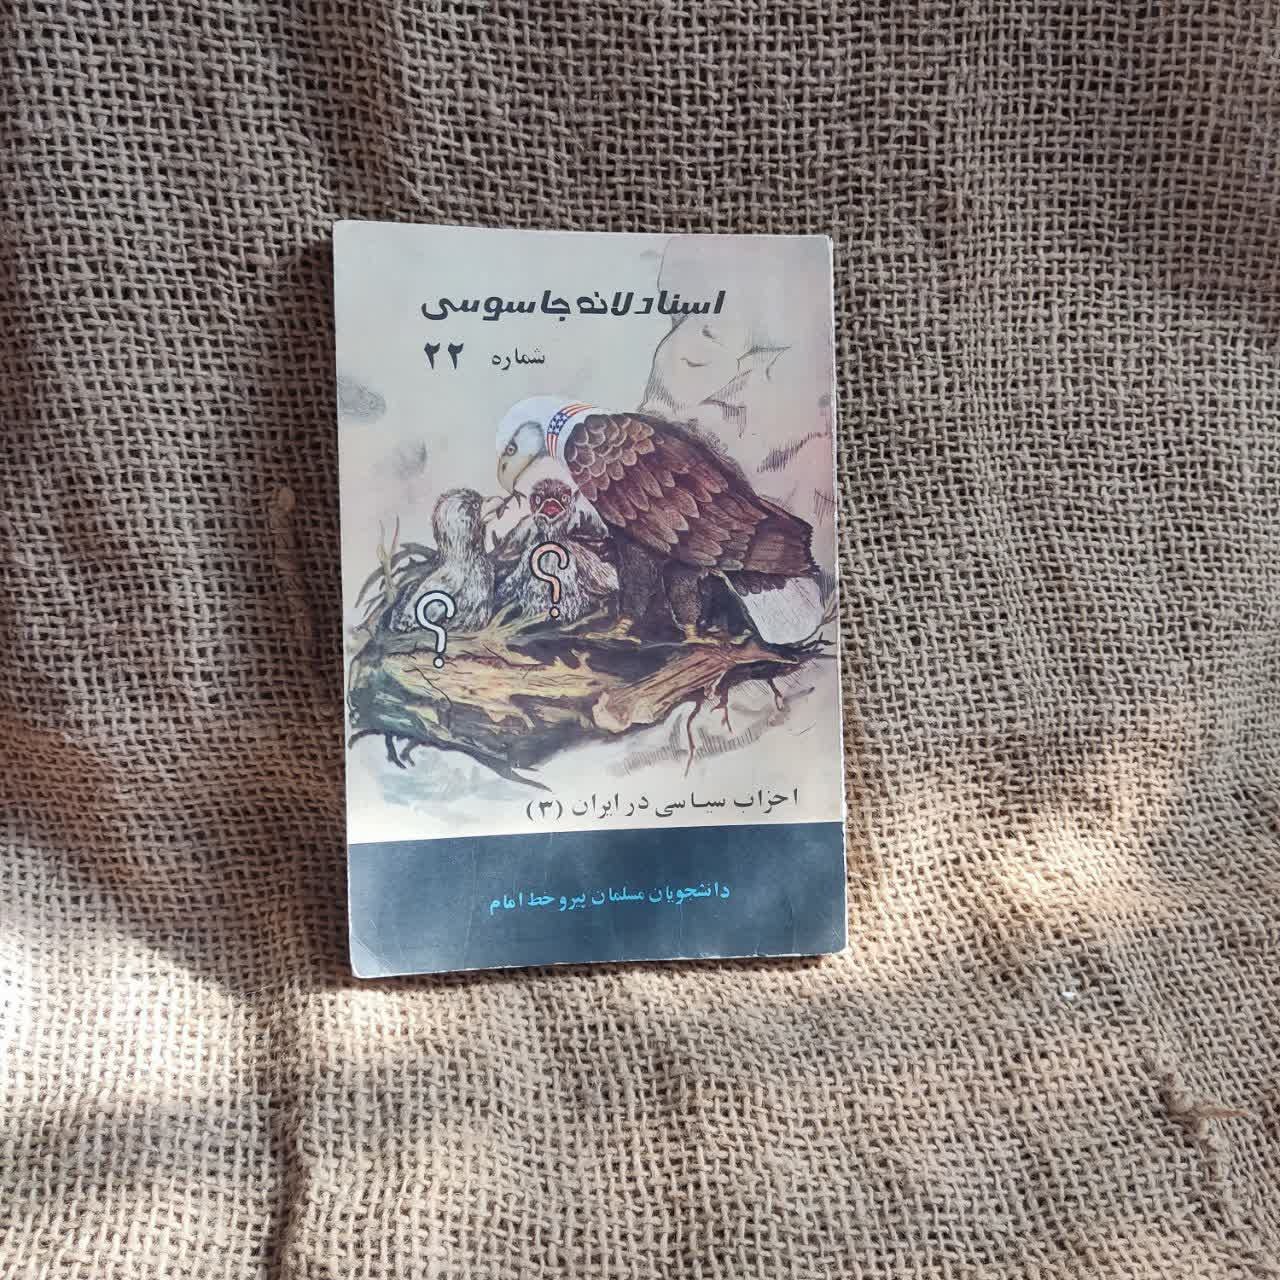 اسناد لانه جاسوسی
شماره ۲۲
؟
؟
احزاب سیاسی در ایران (۳)
دانشجویان مسلمان پیرو خط امام